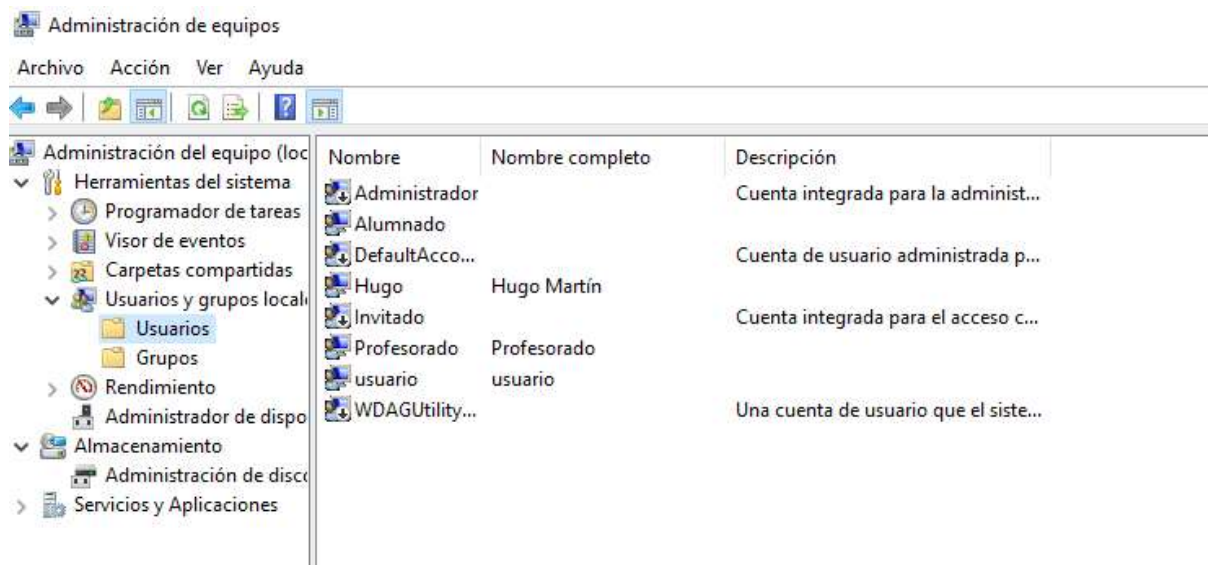 Administración de equipos
Archivo Acción Ver Ayuda
Administración del equipo (loc
Herramientas del sistema
Programador de tareas
Visor de eventos
Carpetas compartidas
Usuarios y grupos locale
Usuarios
Grupos
Rendimiento
Administrador de dispo
Almacenamiento
Administración de disco
Servicios y Aplicaciones
Nombre Nombre completo Descripción
Administrador Cuenta integrada para la administ...
Alumnado
DefaultAcco... Cuenta de usuario administrada p...
Hugo Hugo Martín
Invitado Cuenta integrada para el acceso c...
Profesorado Profesorado
usuario usuario
WDAGUtility... Una cuenta de usuario que el siste...